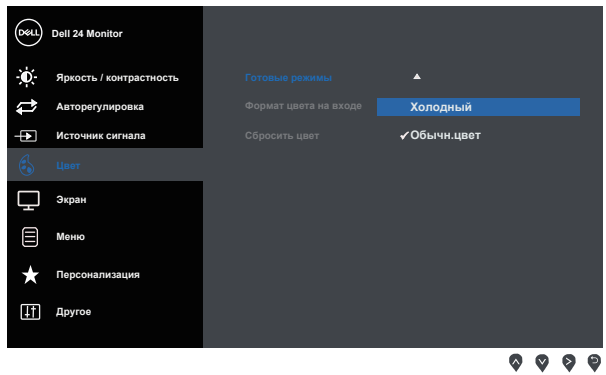 DELL Dell 24 Monitor
Яркость / контрастность
Готовые режимы
Авторегулировка
Формат цвета на входе
Холодный
Источник сигнала
Сбросить цвет
✓Обычн.цвет
Цвет
Экран
Меню
Персонализация
Другое